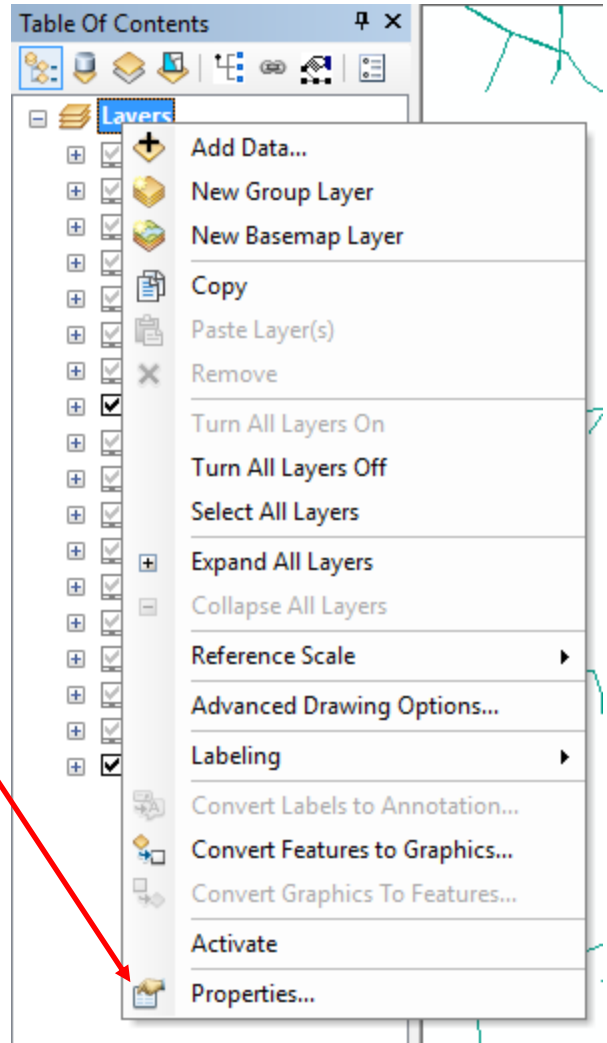 Table Of Contents
Layers
Add Data...
New Group Layer
New Basemap Layer
Copy
Paste Layer(s)
Remove
Turn All Layers On
Turn All Layers Off
Select All Layers
Expand All Layers
Collapse All Layers
Reference Scale
Advanced Drawing Options...
Labeling
Convert Labels to Annotation...
Convert Features to Graphics...
Convert Graphics To Features...
Activate
Properties...